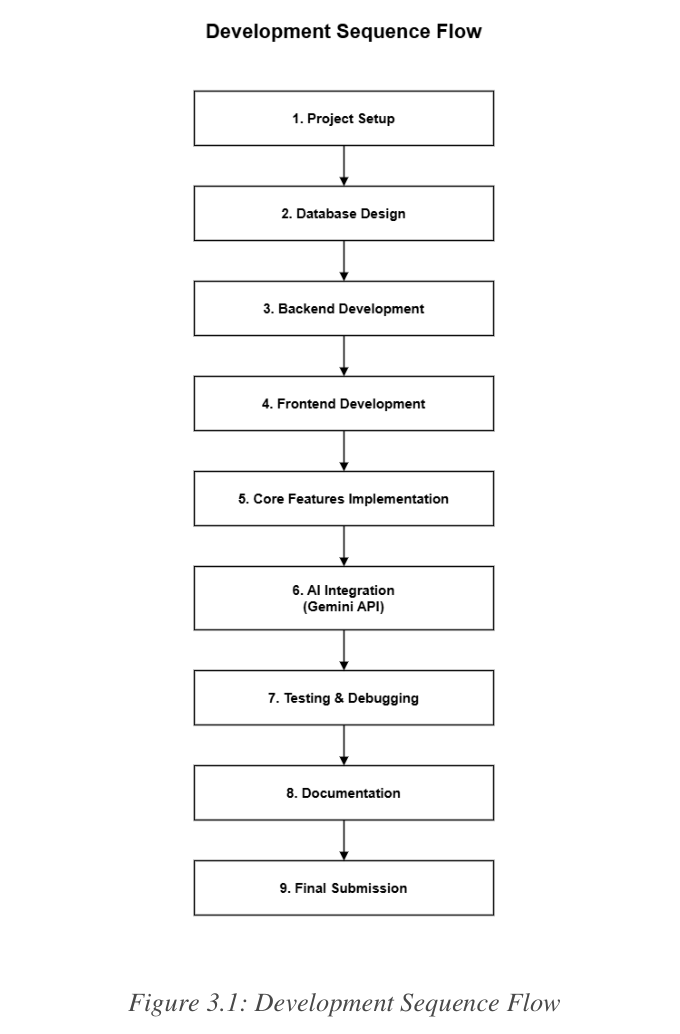 Development Sequence Flow
1. Project Setup
2. Database Design
3. Backend Development
4. Frontend Development
5. Core Features Implementation
6. AI Integration
(Gemini API)
7. Testing & Debugging
8. Documentation
9. Final Submission
Figure 3.1: Development Sequence Flow